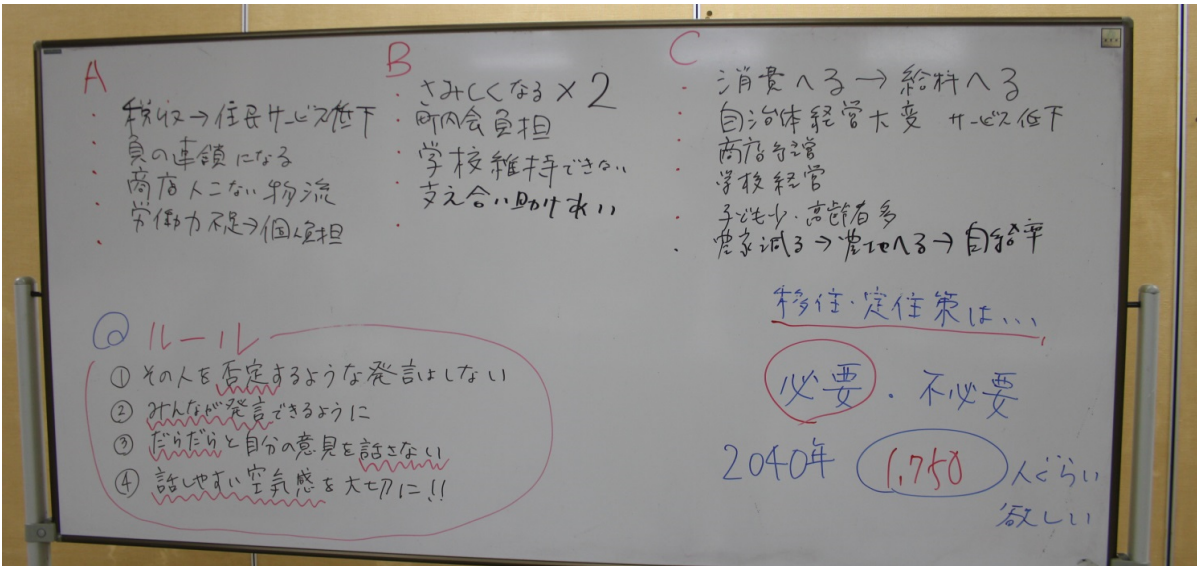 A
・税収→住民サービス低下
・負の連鎖になる
・商店人こない物流
・労働力不足→個人負担
・
B
・さみしくなる×2
・町内会負担
・学校維持できない
・支え合い助け
C
・消費へる→給料へる
・自治体経営大変 サービス低下
・商店経営
・学校経営
・子ども少・高齢者多
・農家減る→農地へる→自給率
ルール
① その人を否定するような発言はしない
② みんなが発言できるように
③ だらだらと自分の意見を話さない
④ 話しやすい空気感を大切に!!
移住・定住策は...
必要・不必要
2040年 1,750 人ぐらい
欲しい